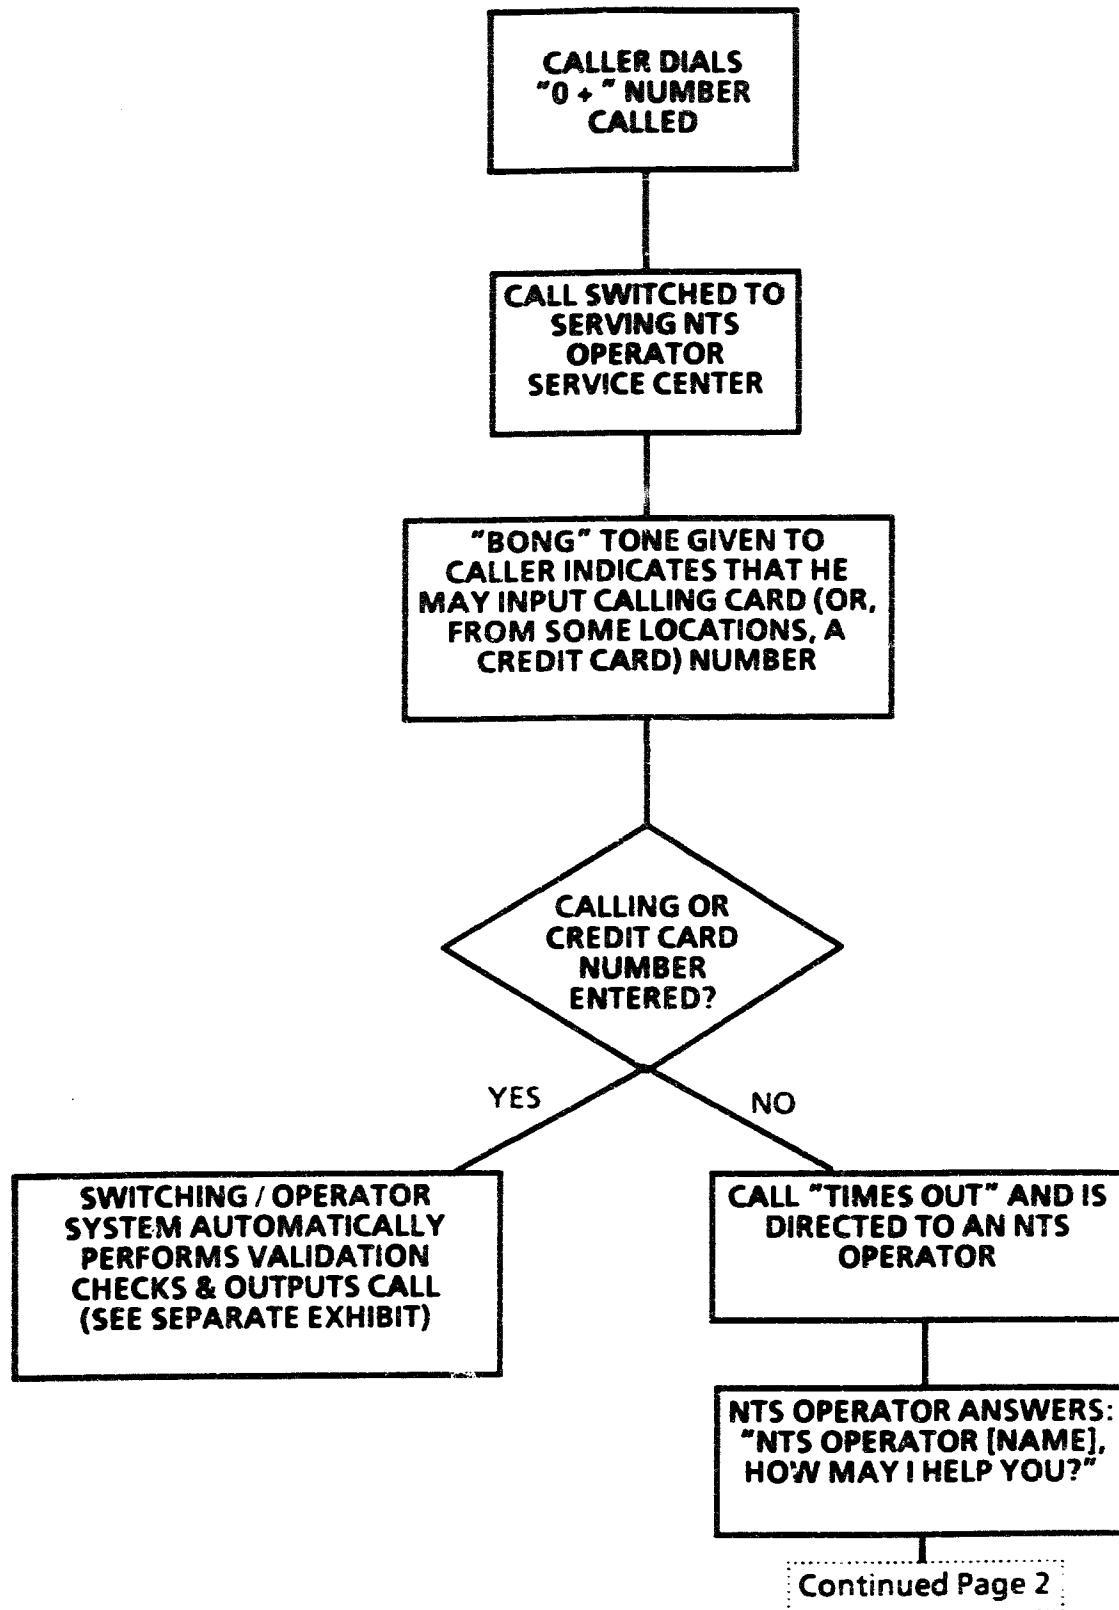 CALLER DIALS
"0 + " NUMBER
CALLED
CALL SWITCHED TO
SERVING NTS
OPERATOR
SERVICE CENTER
"BONG" TONE GIVEN TO
CALLER INDICATES THAT HE
MAY INPUT CALLING CARD (OR,
FROM SOME LOCATIONS, A
CREDIT CARD) NUMBER
CALLING OR
CREDIT CARD
NUMBER
ENTERED?
YES
NO
SWITCHING / OPERATOR
SYSTEM AUTOMATICALLY
PERFORMS VALIDATION
CHECKS & OUTPUTS CALL
(SEE SEPARATE EXHIBIT)
CALL "TIMES OUT" AND IS
DIRECTED TO AN NTS
OPERATOR
NTS OPERATOR ANSWERS:
"NTS OPERATOR [NAME],
HOW MAY I HELP YOU?"
Continued Page 2